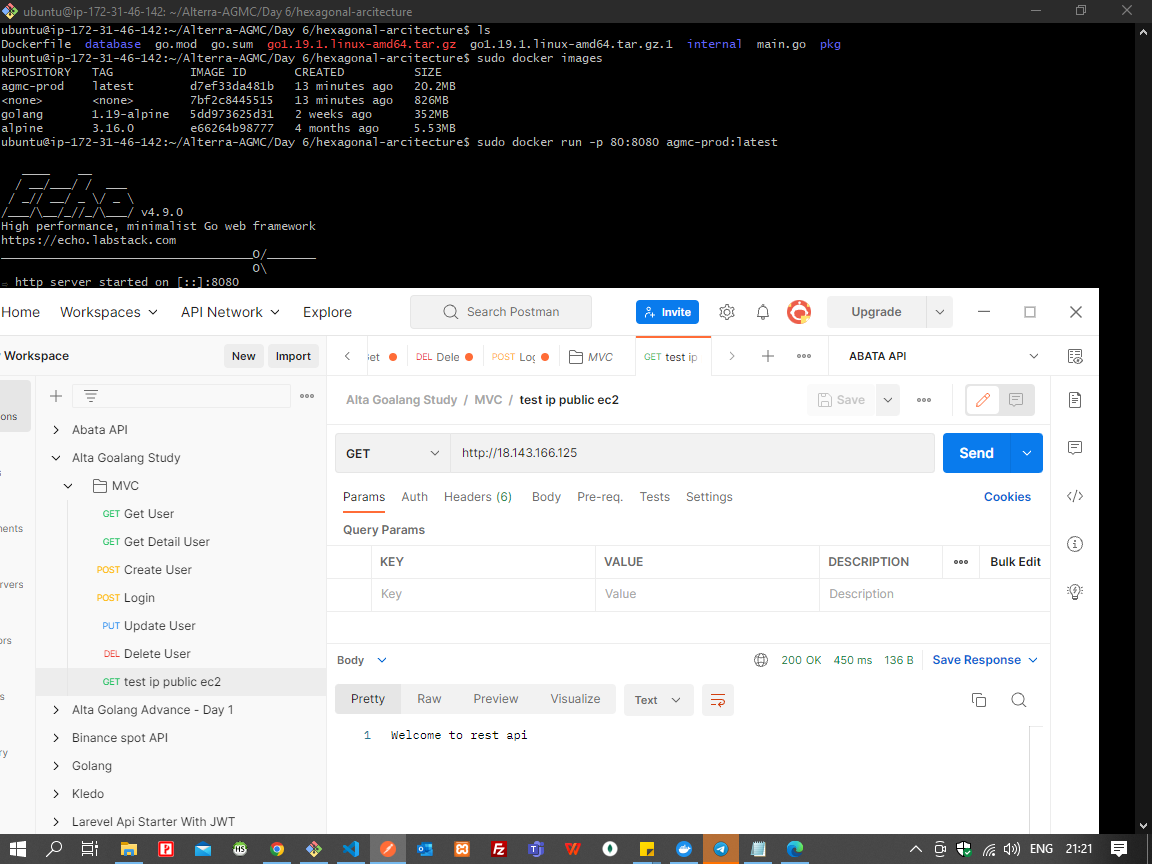 ubuntu@ip-172-31-46-142: ~/Alterra-AGMC/Day 6/hexagonal-arcitecture
ubuntu@ip-172-31-46-142:~/Alterra-AGMC/Day 6/hexagonal-arcitecture$ ls
Dockerfile database go.mod go.sum go1.19.1.linux-amd64.tar.gz go1.19.1.linux-amd64.tar.gz.1 internal main.go pkg
ubuntu@ip-172-31-46-142:~/Alterra-AGMC/Day 6/hexagonal-arcitecture$ sudo docker images
REPOSITORY TAG IMAGE ID CREATED SIZE
agmc-prod latest d7ef33da481b 13 minutes ago 20.2MB
<none> <none> 7bf2c8445515 13 minutes ago 826MB
golang 1.19-alpine 5dd973625d31 2 weeks ago 352MB
alpine 3.16.0 e66264b98777 4 months ago 5.53MB
ubuntu@ip-172-31-46-142:~/Alterra-AGMC/Day 6/hexagonal-arcitecture$ sudo docker run -p 80:8080 agmc-prod:latest
v4.9.0
High performance, minimalist Go web framework
https://echo.labstack.com
http server started on [::]:8080
Home Workspaces API Network Explore Search Postman Invite Upgrade
Workspace New Import
Get DEL Dele POST Log MVC GET test ip ABATA API
Alta Goalang Study / MVC / test ip public ec2 Save
GET http://18.143.166.125 Send
Params Auth Headers (6) Body Pre-req. Tests Settings Cookies
Query Params
KEY VALUE DESCRIPTION Bulk Edit
Key Value Description
Abata API
Alta Goalang Study
MVC
GET Get User
GET Get Detail User
POST Create User
POST Login
PUT Update User
DEL Delete User
GET test ip public ec2
Alta Golang Advance - Day 1
Binance spot API
Golang
Kledo
Larevel Api Starter With JWT
Body 200 OK 450 ms 136 B Save Response
Pretty Raw Preview Visualize Text
1 Welcome to rest api
ENG 21:21